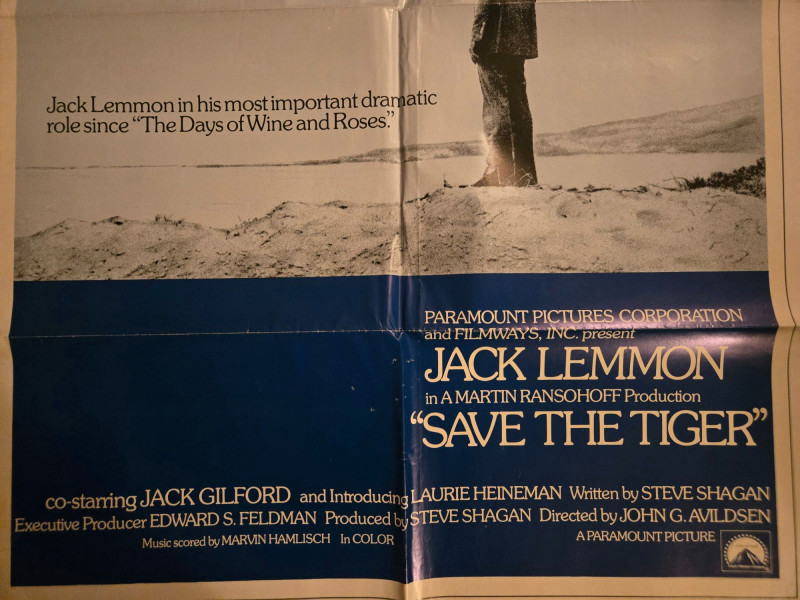 Jack Lemmon in his most important dramatic
role since "The Days of Wine and Roses."
PARAMOUNT PICTURES CORPORATION
and FILMWAYS, INC. present
JACK LEMMON
in A MARTIN RANSOHOFF Production
"SAVE THE TIGER"
co-starring JACK GILFORD and Introducing LAURIE HEINEMAN Written by STEVE SHAGAN
Executive Producer EDWARD S. FELDMAN Produced by STEVE SHAGAN Directed by JOHN G. AVILDSEN
Music scored by MARVIN HAMLISCH In COLOR A PARAMOUNT PICTURE